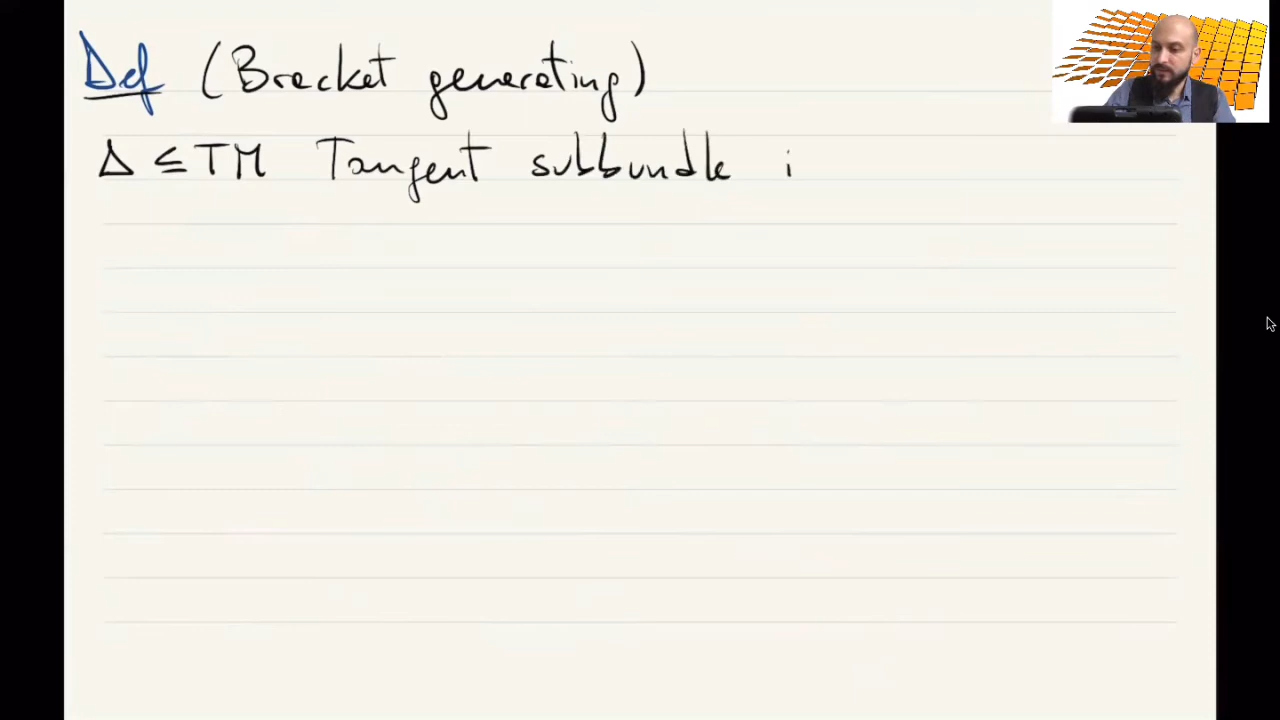 Def (Bracket generating)
Δ ⊆ TM Tangent subbundle i